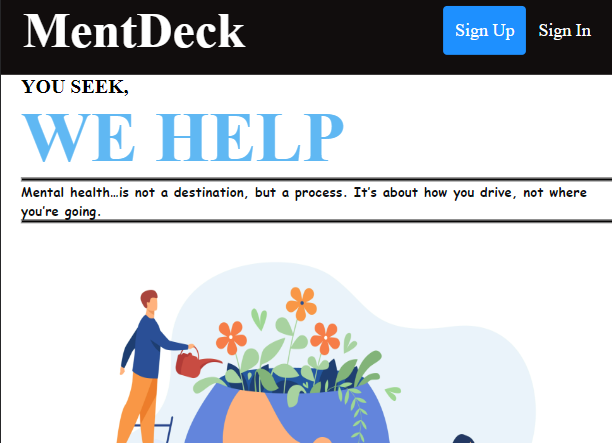 MentDeck
Sign Up
Sign In
YOU SEEK,
WE HELP
Mental health...is not a destination, but a process. It's about how you drive, not where
you're going.